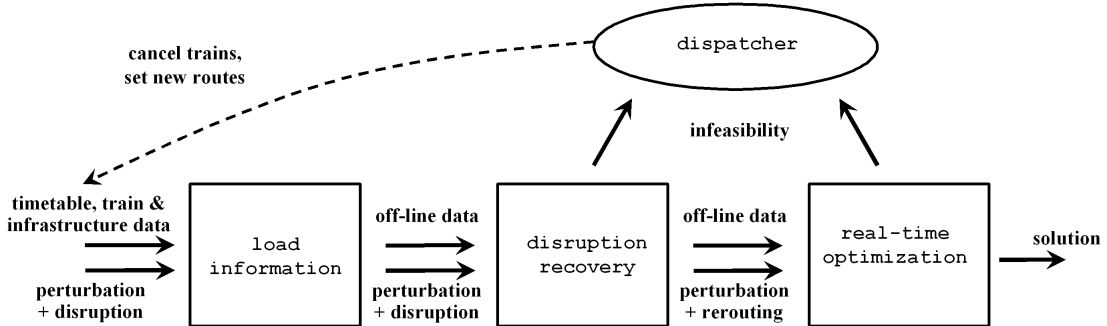 dispatcher
cancel trains,
set new routes
infeasibility
timetable, train &
infrastructure data
perturbation
+ disruption
load
information
off-line data
perturbation
+ disruption
disruption
recovery
off-line data
perturbation
+ rerouting
real-time
optimization
solution